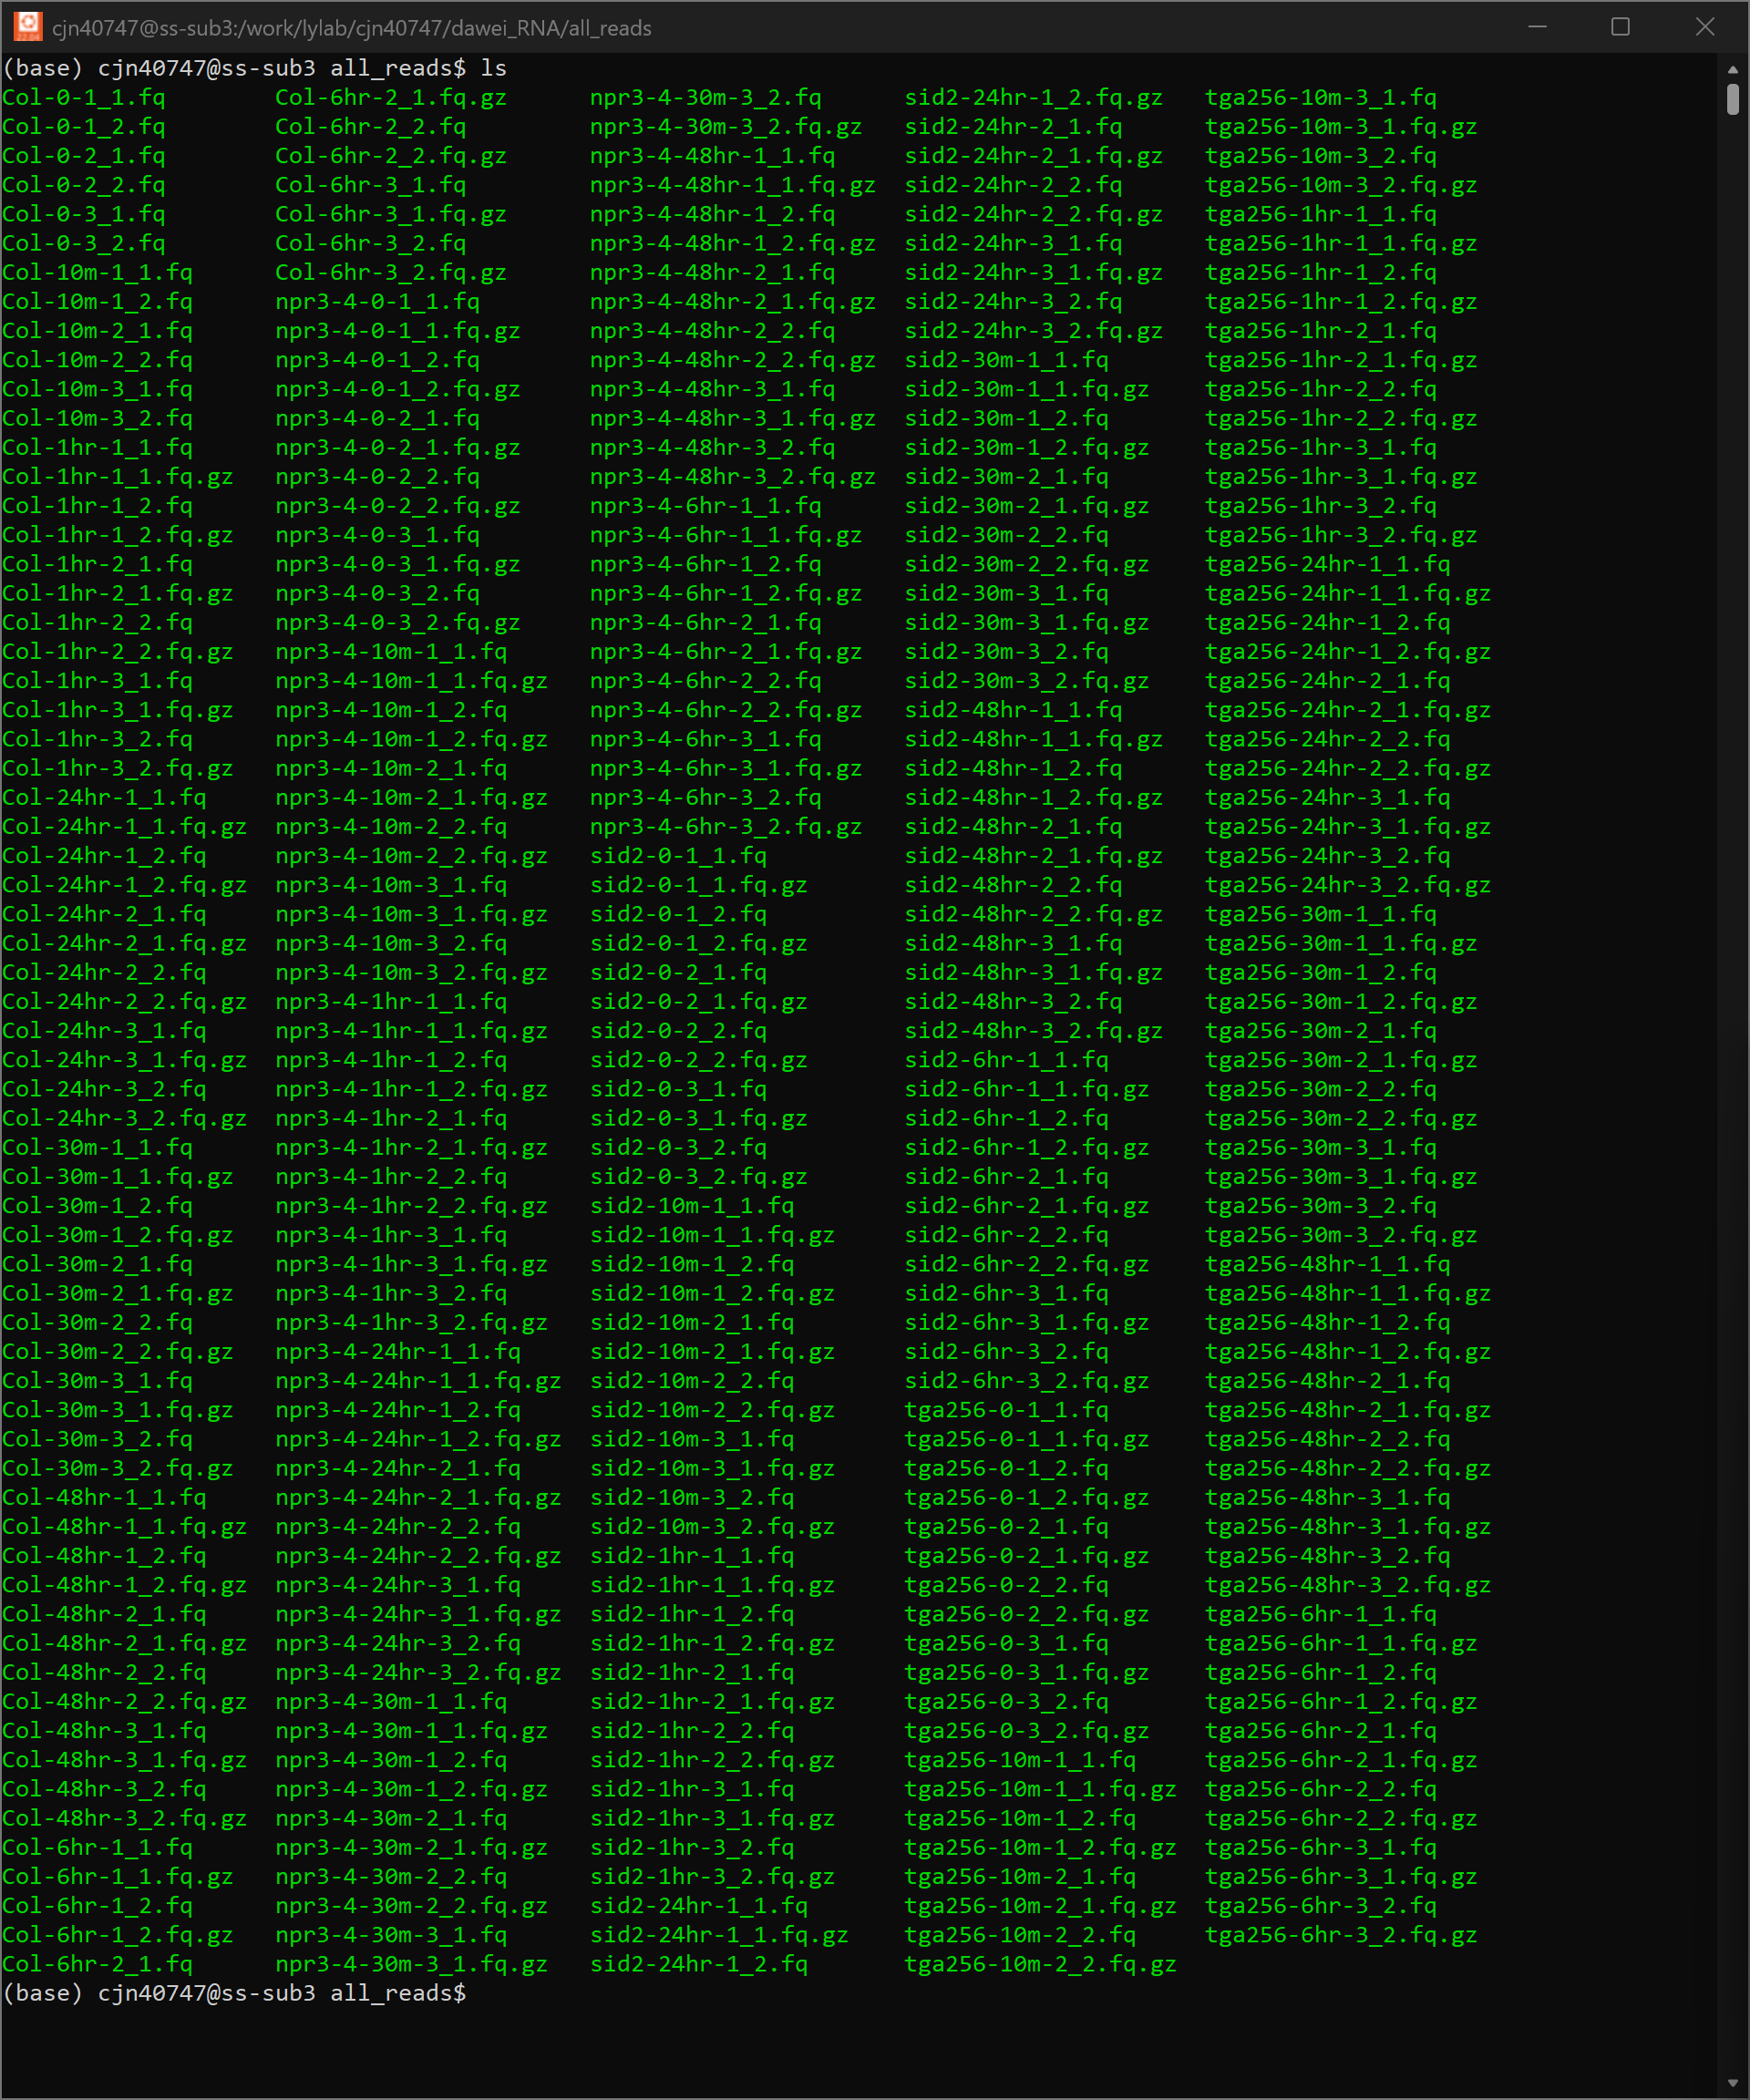 cjn40747@ss-sub3:/work/lylab/cjn40747/dawei_RNA/all_reads
(base) cjn40747@ss-sub3 all_reads$ ls
Col-0-1_1.fq Col-6hr-2_1.fq.gz npr3-4-30m-3_2.fq sid2-24hr-1_2.fq.gz tga256-10m-3_1.fq
Col-0-1_2.fq Col-6hr-2_2.fq npr3-4-30m-3_2.fq.gz sid2-24hr-2_1.fq tga256-10m-3_1.fq.gz
Col-0-2_1.fq Col-6hr-2_2.fq.gz npr3-4-48hr-1_1.fq sid2-24hr-2_1.fq.gz tga256-10m-3_2.fq
Col-0-2_2.fq Col-6hr-3_1.fq npr3-4-48hr-1_1.fq.gz sid2-24hr-2_2.fq tga256-10m-3_2.fq.gz
Col-0-3_1.fq Col-6hr-3_1.fq.gz npr3-4-48hr-1_2.fq sid2-24hr-2_2.fq.gz tga256-1hr-1_1.fq
Col-0-3_2.fq Col-6hr-3_2.fq npr3-4-48hr-1_2.fq.gz sid2-24hr-3_1.fq tga256-1hr-1_1.fq.gz
Col-10m-1_1.fq Col-6hr-3_2.fq.gz npr3-4-48hr-2_1.fq sid2-24hr-3_1.fq.gz tga256-1hr-1_2.fq
Col-10m-1_2.fq npr3-4-0-1_1.fq npr3-4-48hr-2_1.fq.gz sid2-24hr-3_2.fq tga256-1hr-1_2.fq.gz
Col-10m-2_1.fq npr3-4-0-1_1.fq.gz npr3-4-48hr-2_2.fq sid2-24hr-3_2.fq.gz tga256-1hr-2_1.fq
Col-10m-2_2.fq npr3-4-0-1_2.fq npr3-4-48hr-2_2.fq.gz sid2-30m-1_1.fq tga256-1hr-2_1.fq.gz
Col-10m-3_1.fq npr3-4-0-1_2.fq.gz npr3-4-48hr-3_1.fq sid2-30m-1_1.fq.gz tga256-1hr-2_2.fq
Col-10m-3_2.fq npr3-4-0-2_1.fq npr3-4-48hr-3_1.fq.gz sid2-30m-1_2.fq tga256-1hr-2_2.fq.gz
Col-1hr-1_1.fq npr3-4-0-2_1.fq.gz npr3-4-48hr-3_2.fq sid2-30m-1_2.fq.gz tga256-1hr-3_1.fq
Col-1hr-1_1.fq.gz npr3-4-0-2_2.fq npr3-4-48hr-3_2.fq.gz sid2-30m-2_1.fq tga256-1hr-3_1.fq.gz
Col-1hr-1_2.fq npr3-4-0-2_2.fq.gz npr3-4-6hr-1_1.fq sid2-30m-2_1.fq.gz tga256-1hr-3_2.fq
Col-1hr-1_2.fq.gz npr3-4-0-3_1.fq npr3-4-6hr-1_1.fq.gz sid2-30m-2_2.fq tga256-1hr-3_2.fq.gz
Col-1hr-2_1.fq npr3-4-0-3_1.fq.gz npr3-4-6hr-1_2.fq sid2-30m-2_2.fq.gz tga256-24hr-1_1.fq
Col-1hr-2_1.fq.gz npr3-4-0-3_2.fq npr3-4-6hr-1_2.fq.gz sid2-30m-3_1.fq tga256-24hr-1_1.fq.gz
Col-1hr-2_2.fq npr3-4-0-3_2.fq.gz npr3-4-6hr-2_1.fq sid2-30m-3_1.fq.gz tga256-24hr-1_2.fq
Col-1hr-2_2.fq.gz npr3-4-10m-1_1.fq npr3-4-6hr-2_1.fq.gz sid2-30m-3_2.fq tga256-24hr-1_2.fq.gz
Col-1hr-3_1.fq npr3-4-10m-1_1.fq.gz npr3-4-6hr-2_2.fq sid2-30m-3_2.fq.gz tga256-24hr-2_1.fq
Col-1hr-3_1.fq.gz npr3-4-10m-1_2.fq npr3-4-6hr-2_2.fq.gz sid2-48hr-1_1.fq tga256-24hr-2_1.fq.gz
Col-1hr-3_2.fq npr3-4-10m-1_2.fq.gz npr3-4-6hr-3_1.fq sid2-48hr-1_1.fq.gz tga256-24hr-2_2.fq
Col-1hr-3_2.fq.gz npr3-4-10m-2_1.fq npr3-4-6hr-3_1.fq.gz sid2-48hr-1_2.fq tga256-24hr-2_2.fq.gz
Col-24hr-1_1.fq npr3-4-10m-2_1.fq.gz npr3-4-6hr-3_2.fq sid2-48hr-1_2.fq.gz tga256-24hr-3_1.fq
Col-24hr-1_1.fq.gz npr3-4-10m-2_2.fq npr3-4-6hr-3_2.fq.gz sid2-48hr-2_1.fq tga256-24hr-3_1.fq.gz
Col-24hr-1_2.fq npr3-4-10m-2_2.fq.gz sid2-0-1_1.fq sid2-48hr-2_1.fq.gz tga256-24hr-3_2.fq
Col-24hr-1_2.fq.gz npr3-4-10m-3_1.fq sid2-0-1_1.fq.gz sid2-48hr-2_2.fq tga256-24hr-3_2.fq.gz
Col-24hr-2_1.fq npr3-4-10m-3_1.fq.gz sid2-0-1_2.fq sid2-48hr-2_2.fq.gz tga256-30m-1_1.fq
Col-24hr-2_1.fq.gz npr3-4-10m-3_2.fq sid2-0-1_2.fq.gz sid2-48hr-3_1.fq tga256-30m-1_1.fq.gz
Col-24hr-2_2.fq npr3-4-10m-3_2.fq.gz sid2-0-2_1.fq sid2-48hr-3_1.fq.gz tga256-30m-1_2.fq
Col-24hr-2_2.fq.gz npr3-4-1hr-1_1.fq sid2-0-2_1.fq.gz sid2-48hr-3_2.fq tga256-30m-1_2.fq.gz
Col-24hr-3_1.fq npr3-4-1hr-1_1.fq.gz sid2-0-2_2.fq sid2-48hr-3_2.fq.gz tga256-30m-2_1.fq
Col-24hr-3_1.fq.gz npr3-4-1hr-1_2.fq sid2-0-2_2.fq.gz sid2-6hr-1_1.fq tga256-30m-2_1.fq.gz
Col-24hr-3_2.fq npr3-4-1hr-1_2.fq.gz sid2-0-3_1.fq sid2-6hr-1_1.fq.gz tga256-30m-2_2.fq
Col-24hr-3_2.fq.gz npr3-4-1hr-2_1.fq sid2-0-3_1.fq.gz sid2-6hr-1_2.fq tga256-30m-2_2.fq.gz
Col-30m-1_1.fq npr3-4-1hr-2_1.fq.gz sid2-0-3_2.fq sid2-6hr-1_2.fq.gz tga256-30m-3_1.fq
Col-30m-1_1.fq.gz npr3-4-1hr-2_2.fq sid2-0-3_2.fq.gz sid2-6hr-2_1.fq tga256-30m-3_1.fq.gz
Col-30m-1_2.fq npr3-4-1hr-2_2.fq.gz sid2-10m-1_1.fq sid2-6hr-2_1.fq.gz tga256-30m-3_2.fq
Col-30m-1_2.fq.gz npr3-4-1hr-3_1.fq sid2-10m-1_1.fq.gz sid2-6hr-2_2.fq tga256-30m-3_2.fq.gz
Col-30m-2_1.fq npr3-4-1hr-3_1.fq.gz sid2-10m-1_2.fq sid2-6hr-2_2.fq.gz tga256-48hr-1_1.fq
Col-30m-2_1.fq.gz npr3-4-1hr-3_2.fq sid2-10m-1_2.fq.gz sid2-6hr-3_1.fq tga256-48hr-1_1.fq.gz
Col-30m-2_2.fq npr3-4-1hr-3_2.fq.gz sid2-10m-2_1.fq sid2-6hr-3_1.fq.gz tga256-48hr-1_2.fq
Col-30m-2_2.fq.gz npr3-4-24hr-1_1.fq sid2-10m-2_1.fq.gz sid2-6hr-3_2.fq tga256-48hr-1_2.fq.gz
Col-30m-3_1.fq npr3-4-24hr-1_1.fq.gz sid2-10m-2_2.fq sid2-6hr-3_2.fq.gz tga256-48hr-2_1.fq
Col-30m-3_1.fq.gz npr3-4-24hr-1_2.fq sid2-10m-2_2.fq.gz tga256-0-1_1.fq tga256-48hr-2_1.fq.gz
Col-30m-3_2.fq npr3-4-24hr-1_2.fq.gz sid2-10m-3_1.fq tga256-0-1_1.fq.gz tga256-48hr-2_2.fq
Col-30m-3_2.fq.gz npr3-4-24hr-2_1.fq sid2-10m-3_1.fq.gz tga256-0-1_2.fq tga256-48hr-2_2.fq.gz
Col-48hr-1_1.fq npr3-4-24hr-2_1.fq.gz sid2-10m-3_2.fq tga256-0-1_2.fq.gz tga256-48hr-3_1.fq
Col-48hr-1_1.fq.gz npr3-4-24hr-2_2.fq sid2-10m-3_2.fq.gz tga256-0-2_1.fq tga256-48hr-3_1.fq.gz
Col-48hr-1_2.fq npr3-4-24hr-2_2.fq.gz sid2-1hr-1_1.fq tga256-0-2_1.fq.gz tga256-48hr-3_2.fq
Col-48hr-1_2.fq.gz npr3-4-24hr-3_1.fq sid2-1hr-1_1.fq.gz tga256-0-2_2.fq tga256-48hr-3_2.fq.gz
Col-48hr-2_1.fq npr3-4-24hr-3_1.fq.gz sid2-1hr-1_2.fq tga256-0-2_2.fq.gz tga256-6hr-1_1.fq
Col-48hr-2_1.fq.gz npr3-4-24hr-3_2.fq sid2-1hr-1_2.fq.gz tga256-0-3_1.fq tga256-6hr-1_1.fq.gz
Col-48hr-2_2.fq npr3-4-24hr-3_2.fq.gz sid2-1hr-2_1.fq tga256-0-3_1.fq.gz tga256-6hr-1_2.fq
Col-48hr-2_2.fq.gz npr3-4-30m-1_1.fq sid2-1hr-2_1.fq.gz tga256-0-3_2.fq tga256-6hr-1_2.fq.gz
Col-48hr-3_1.fq npr3-4-30m-1_1.fq.gz sid2-1hr-2_2.fq tga256-0-3_2.fq.gz tga256-6hr-2_1.fq
Col-48hr-3_1.fq.gz npr3-4-30m-1_2.fq sid2-1hr-2_2.fq.gz tga256-10m-1_1.fq tga256-6hr-2_1.fq.gz
Col-48hr-3_2.fq npr3-4-30m-1_2.fq.gz sid2-1hr-3_1.fq tga256-10m-1_1.fq.gz tga256-6hr-2_2.fq
Col-48hr-3_2.fq.gz npr3-4-30m-2_1.fq sid2-1hr-3_1.fq.gz tga256-10m-1_2.fq tga256-6hr-2_2.fq.gz
Col-6hr-1_1.fq npr3-4-30m-2_1.fq.gz sid2-1hr-3_2.fq tga256-10m-1_2.fq.gz tga256-6hr-3_1.fq
Col-6hr-1_1.fq.gz npr3-4-30m-2_2.fq sid2-1hr-3_2.fq.gz tga256-10m-2_1.fq tga256-6hr-3_1.fq.gz
Col-6hr-1_2.fq npr3-4-30m-2_2.fq.gz sid2-24hr-1_1.fq tga256-10m-2_1.fq.gz tga256-6hr-3_2.fq
Col-6hr-1_2.fq.gz npr3-4-30m-3_1.fq sid2-24hr-1_1.fq.gz tga256-10m-2_2.fq tga256-6hr-3_2.fq.gz
Col-6hr-2_1.fq npr3-4-30m-3_1.fq.gz sid2-24hr-1_2.fq tga256-10m-2_2.fq.gz
(base) cjn40747@ss-sub3 all_reads$